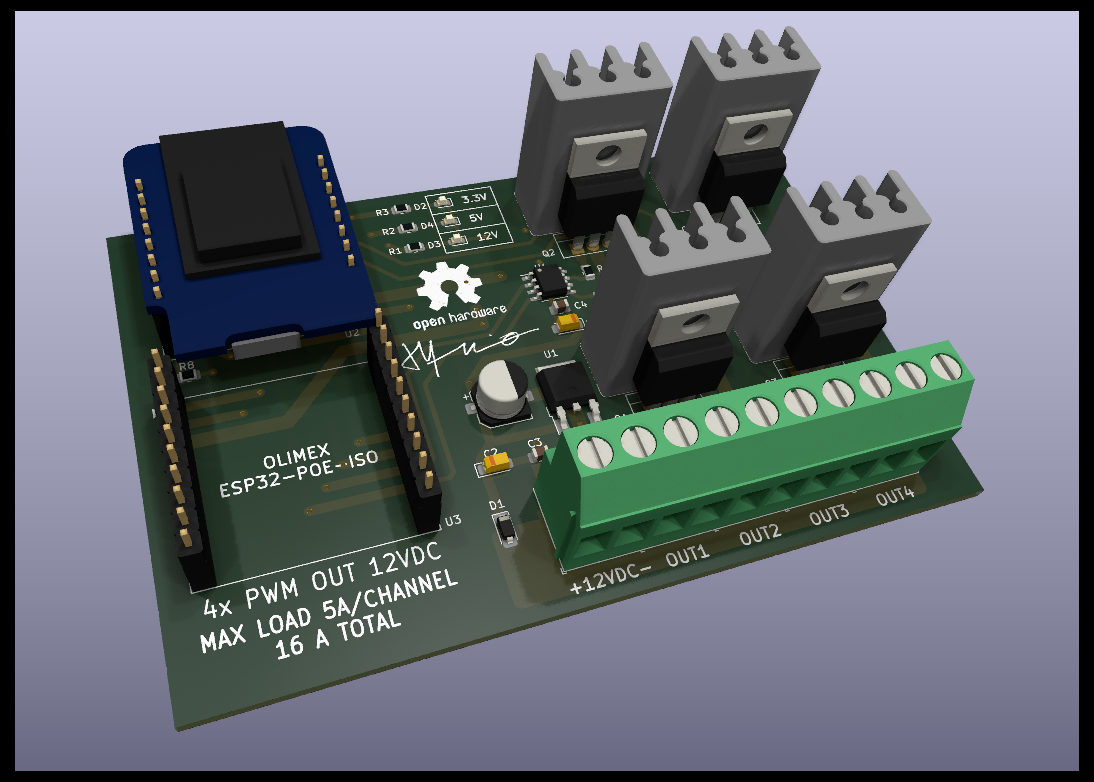 R3 D2 3.3V
R2 D4 5V
R1 D3 12V
Q2
C4
open hardware
U2
R8
U1
+
OLIMEX
ESP32-POE-ISO
C2
C3
D1
U3
4x PWM OUT 12VDC
MAX LOAD 5A/CHANNEL
16 A TOTAL
+12VDC- OUT1 OUT2 OUT3 OUT4